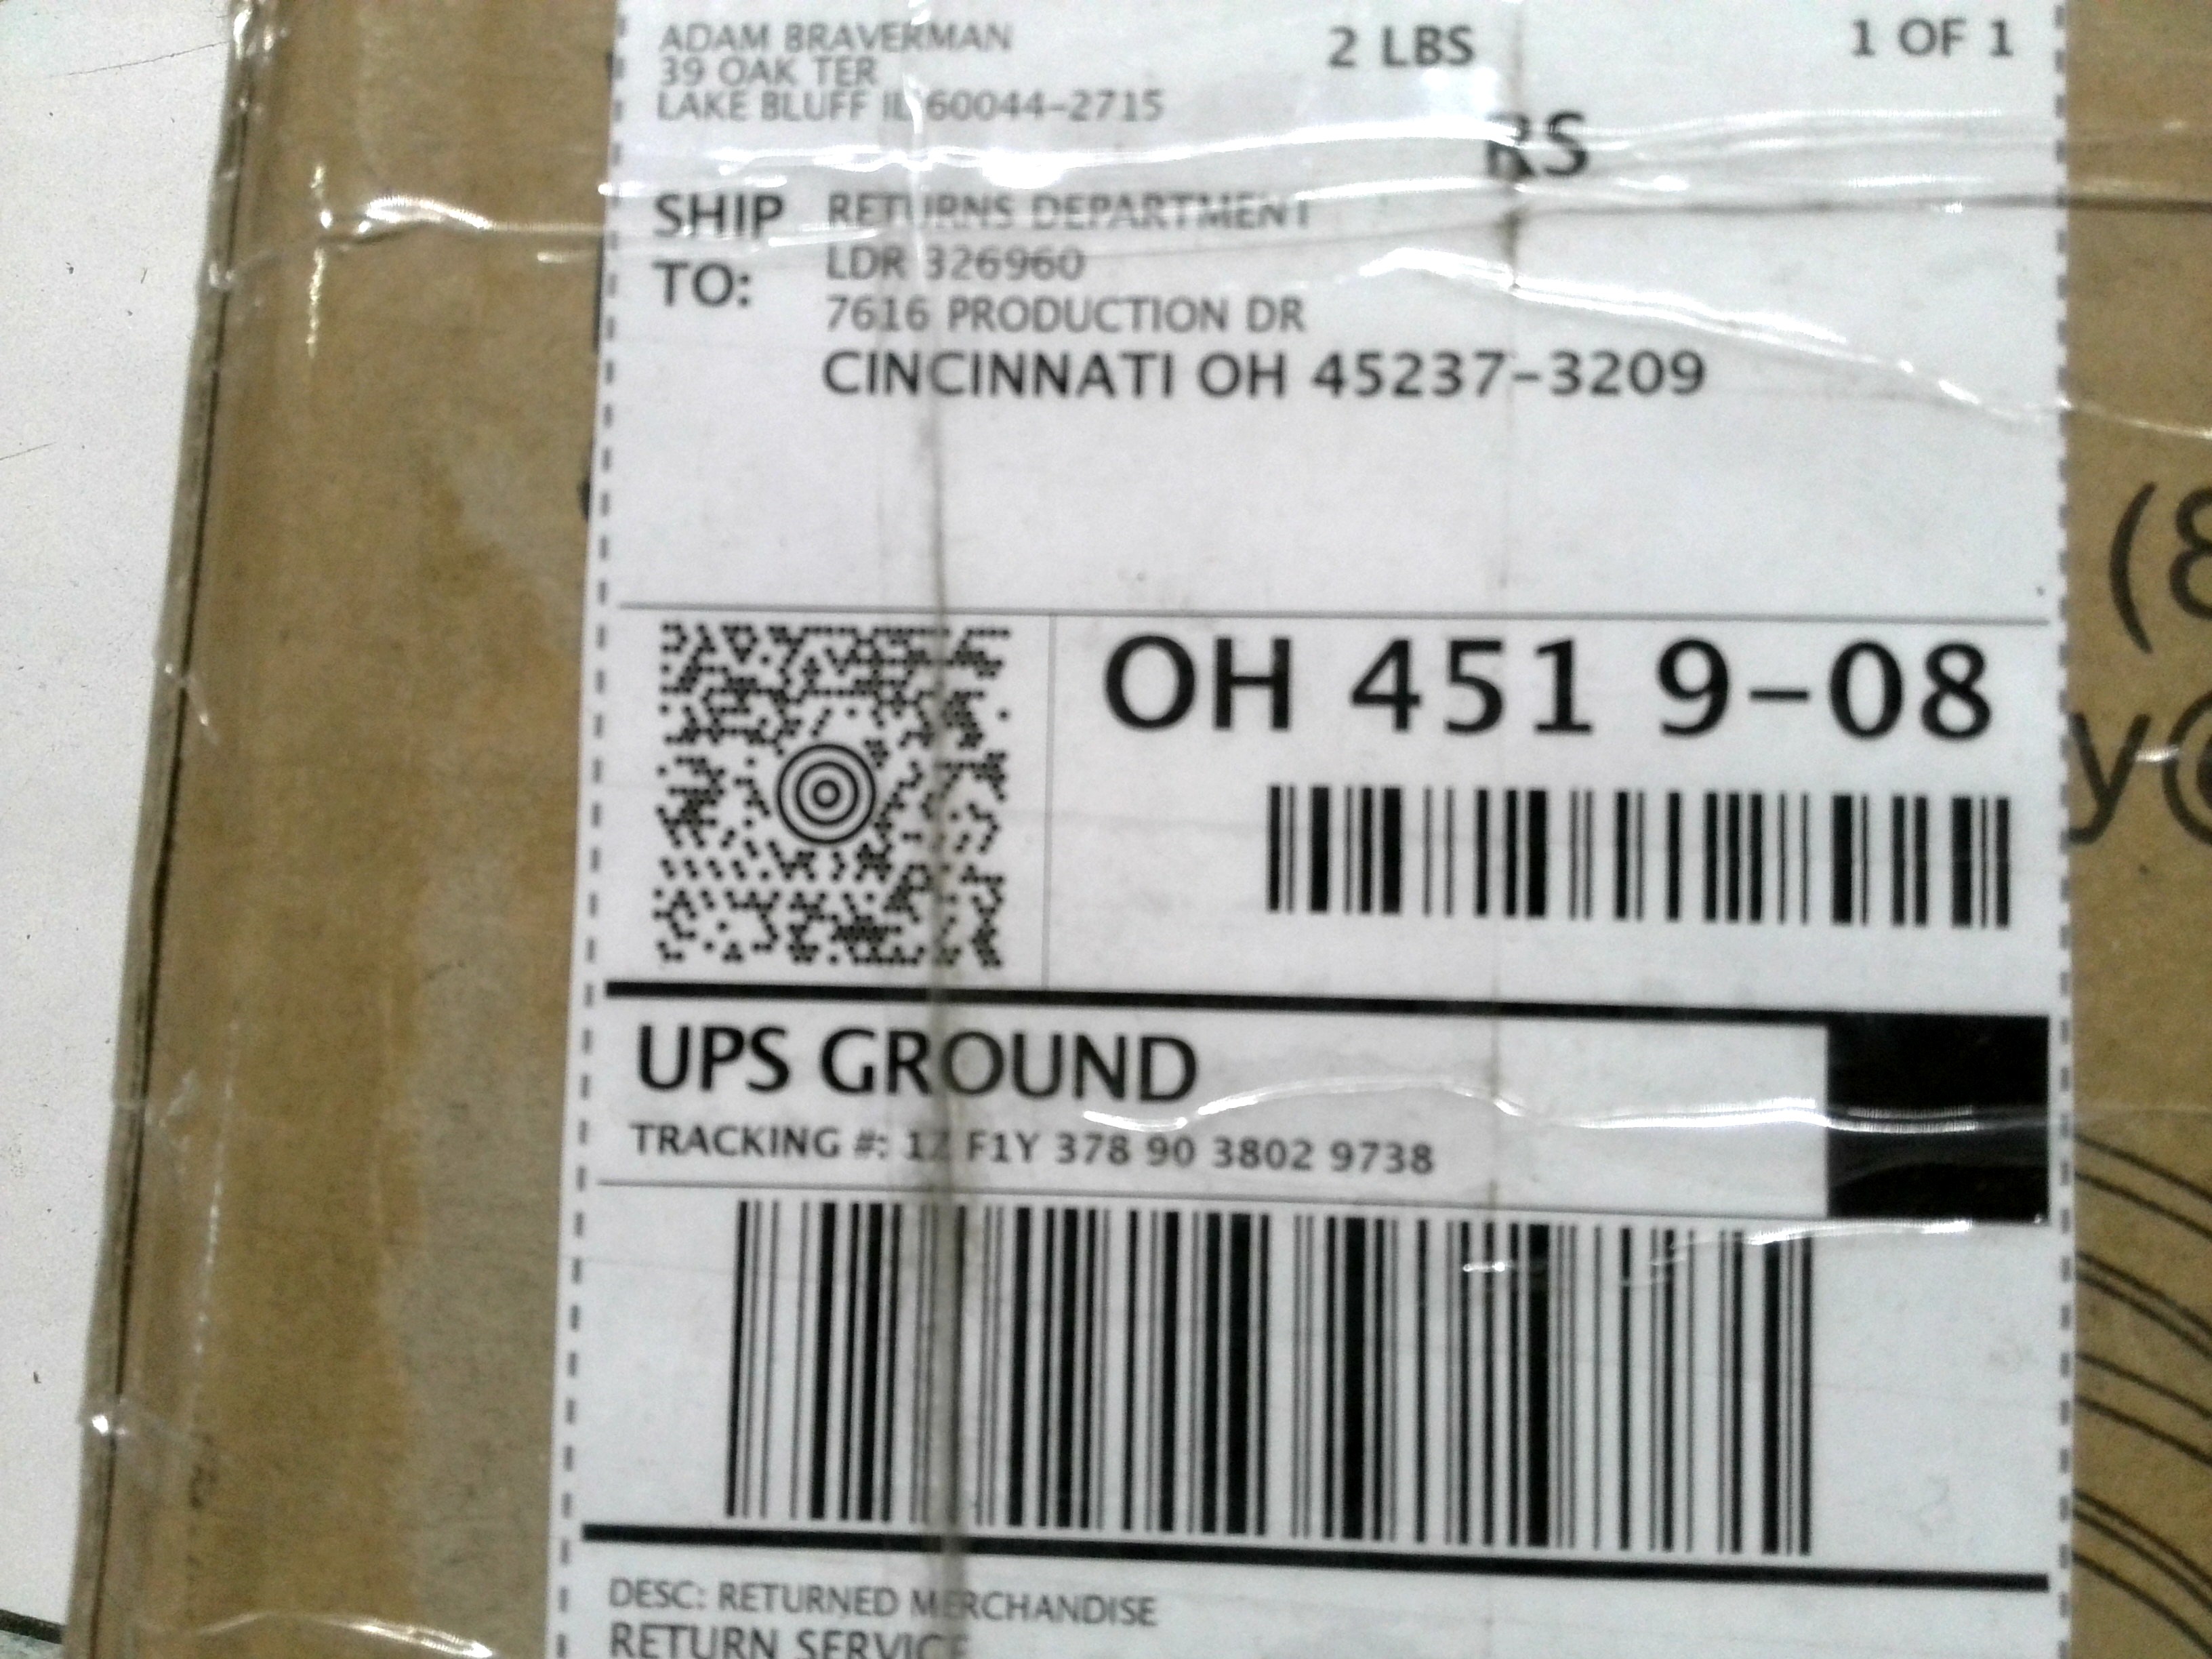 ADAM BRAVERMAN
39 OAK TER
LAKE BLUFF IL 60044-2715
2 LBS
1 OF 1
RS
SHIP TO:
RETURNS DEPARTMENT
LDR 326960
7616 PRODUCTION DR
CINCINNATI OH 45237-3209
OH 451 9-08
UPS GROUND
TRACKING #: 1Z F1Y 378 90 3802 9738
DESC: RETURNED MERCHANDISE
RETURN SERVICE
(8
y@